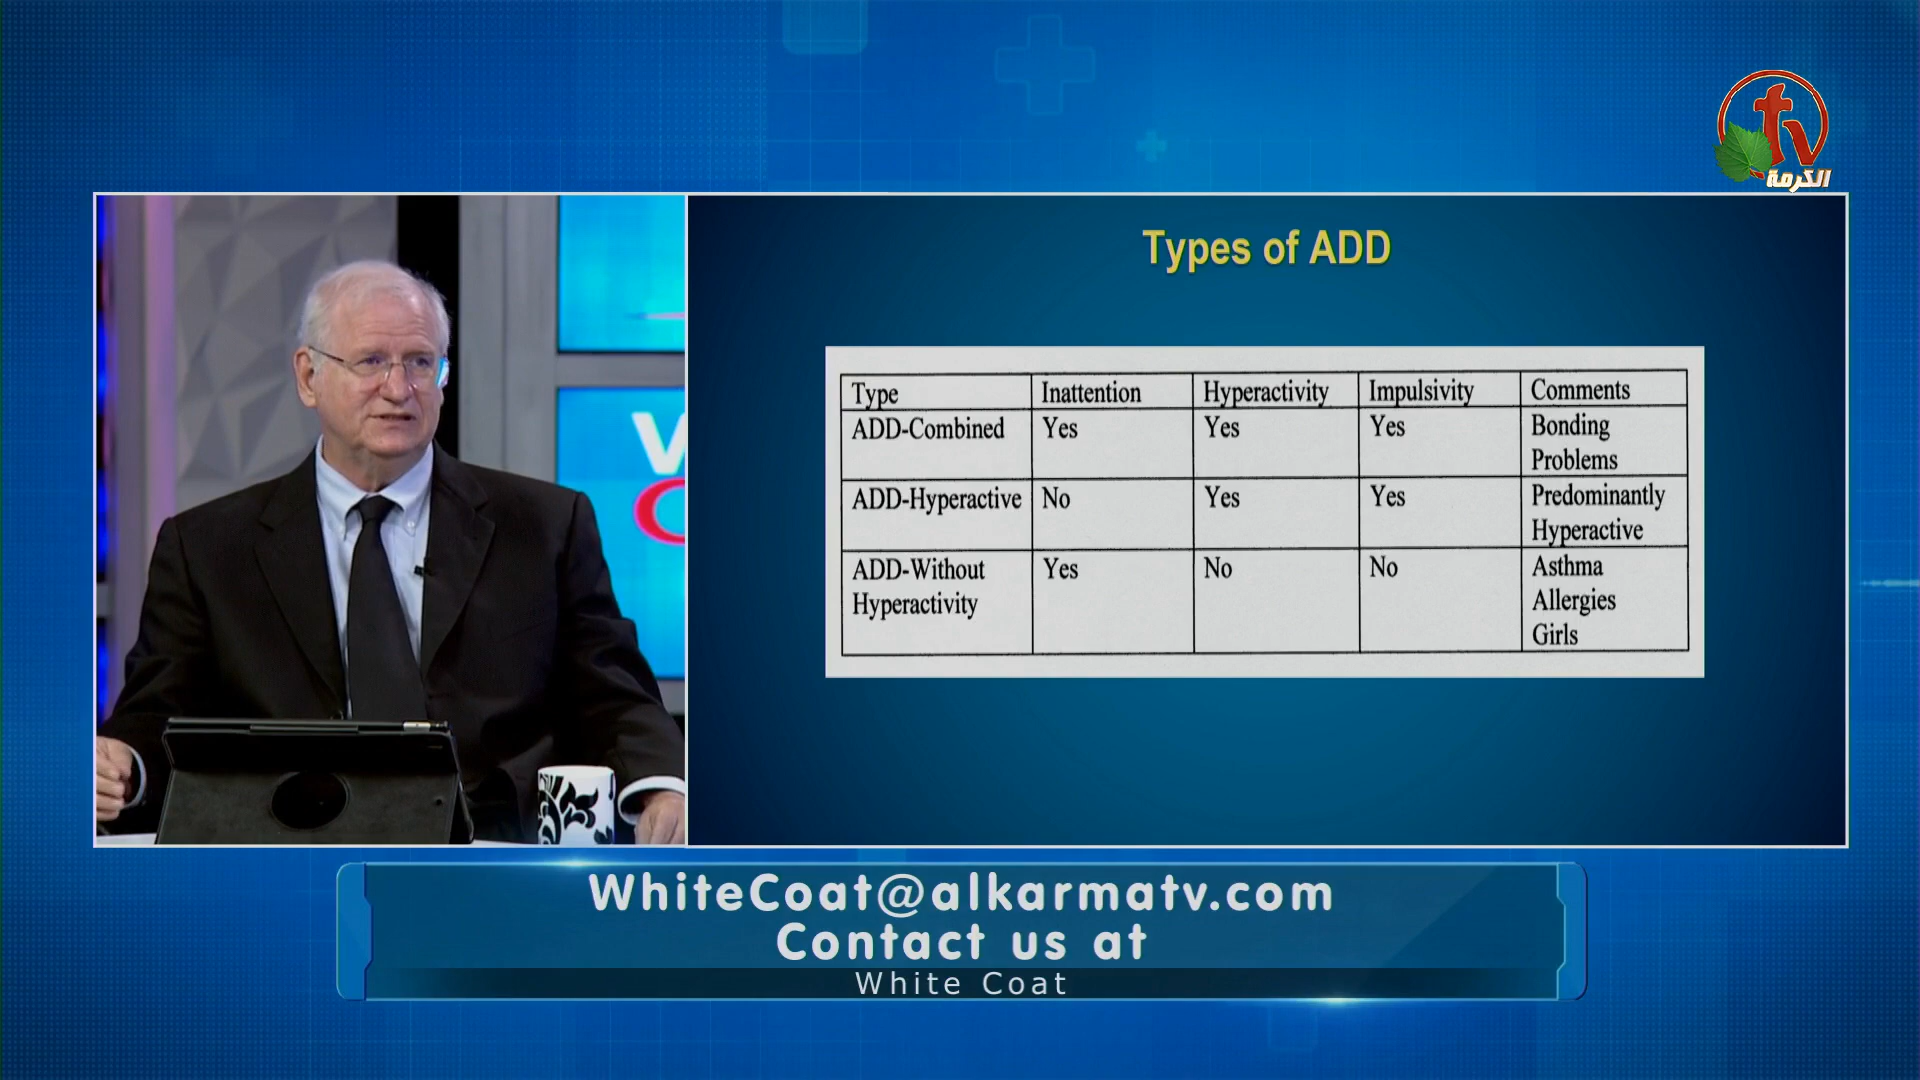 tv
الكرمة
Types of ADD
Type Inattention Hyperactivity Impulsivity Comments
ADD-Combined Yes Yes Yes Bonding
Problems
ADD-Hyperactive No Yes Yes Predominantly
Hyperactive
ADD-Without Yes No No Asthma
Hyperactivity Allergies
Girls
WhiteCoat@alkarmatv.com
Contact us at
White Coat